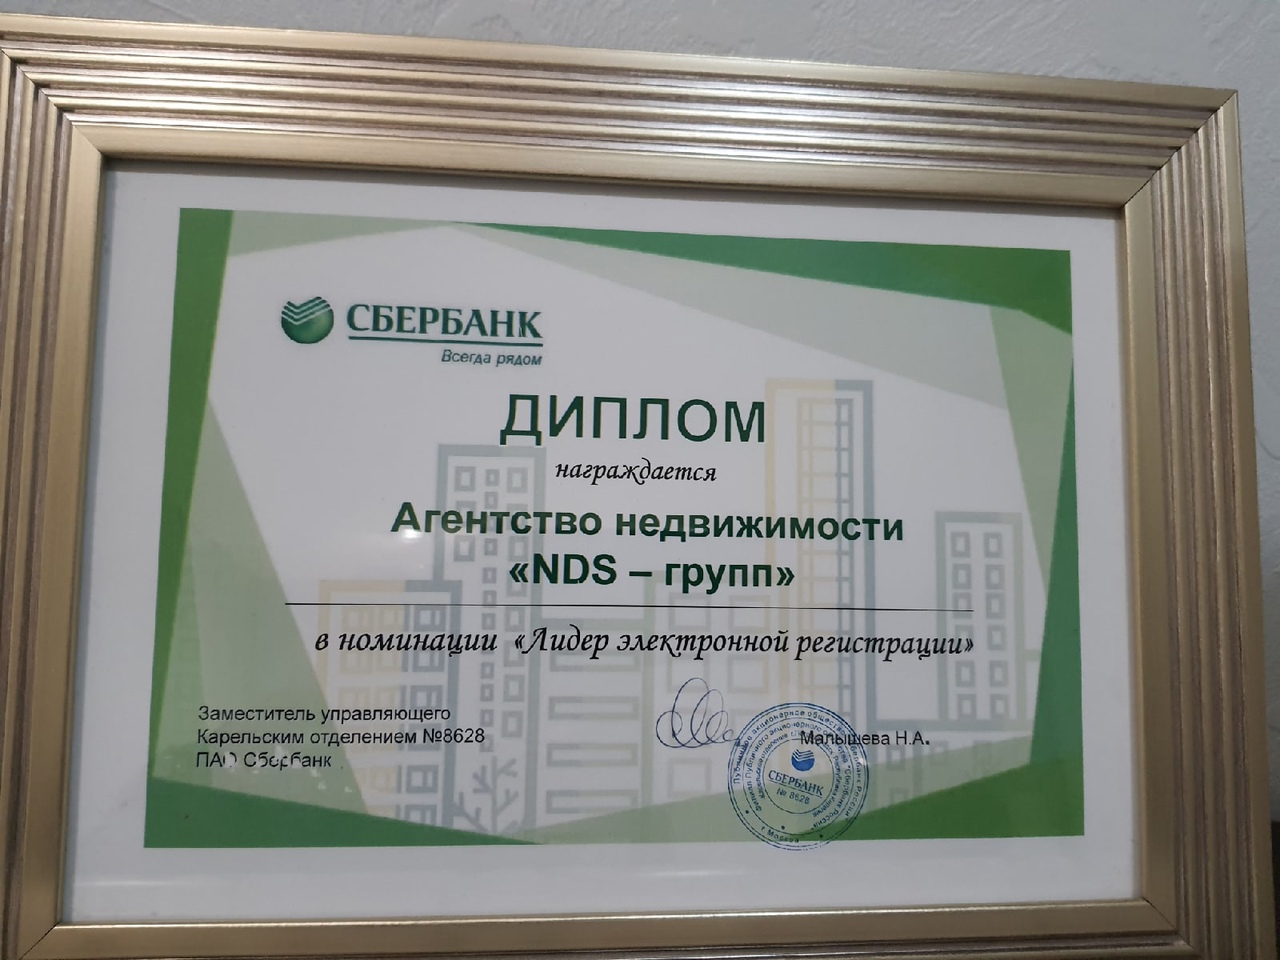 СБЕРБАНК
Всегда рядом
ДИПЛОМ
награждается
Агентство недвижимости
«NDS – групп»
в номинации «Лидер электронной регистрации»
Заместитель управляющего
Карельским отделением №8628
ПАО Сбербанк
Малышева Н.А.
СБЕРБАНК
№ 8628
г. Москва